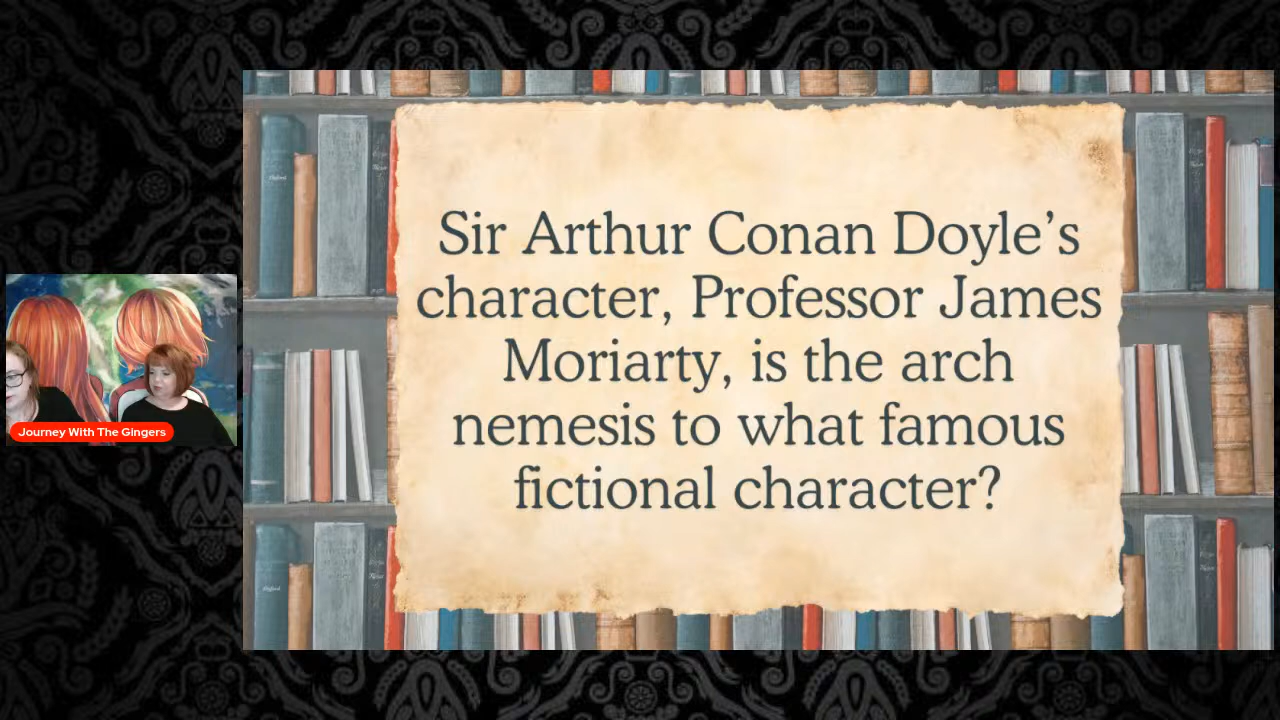 Sir Arthur Conan Doyle’s
character, Professor James
Moriarty, is the arch
nemesis to what famous
fictional character?
Journey With The Gingers